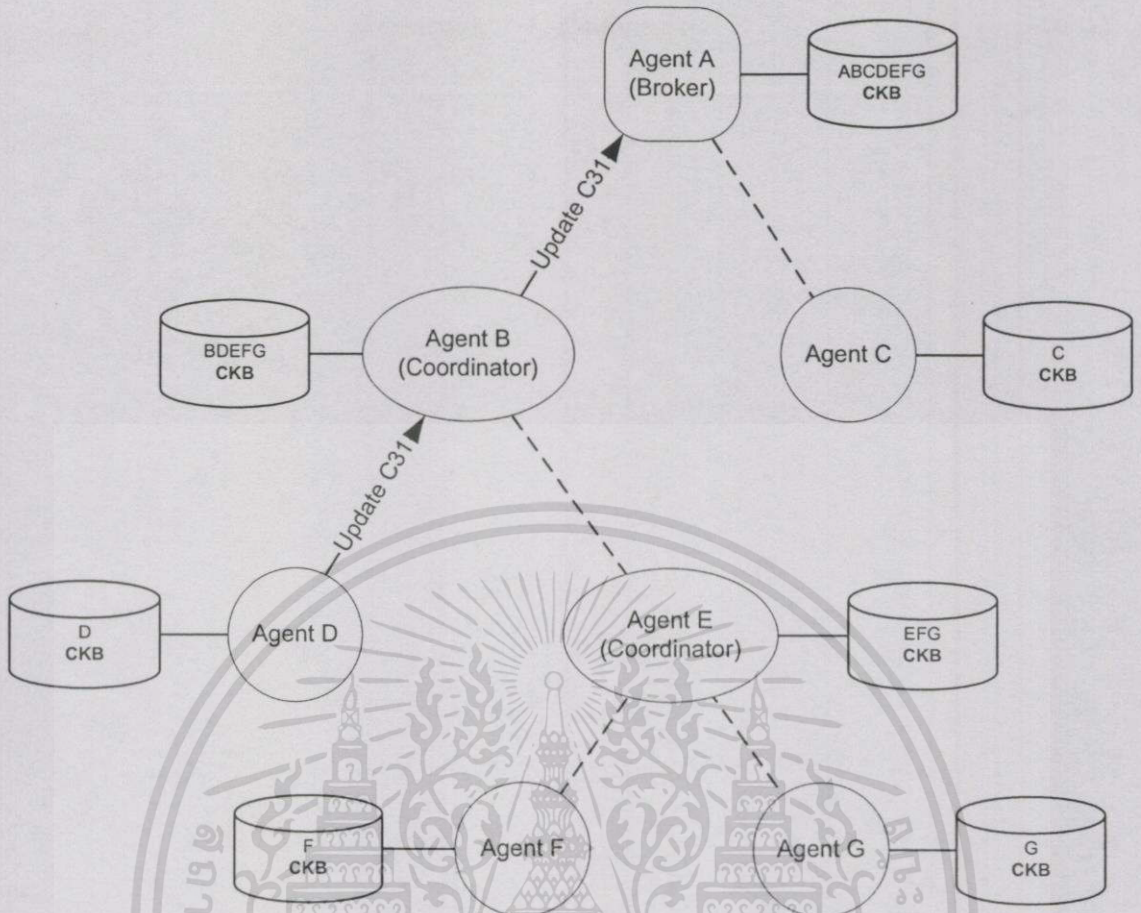 Agent A
(Broker)
ABCDEFG
CKB
Update C31
BDEFG
CKB
Agent B
(Coordinator)
Agent C
C
CKB
Update C31
D
CKB
Agent D
Agent E
(Coordinator)
EFG
CKB
F
CKB
Agent F
Agent G
G
CKB